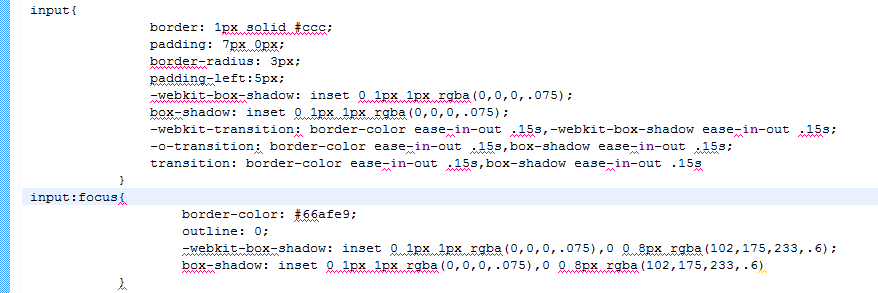 input{
border: 1px solid #ccc;
padding: 7px 0px;
border-radius: 3px;
padding-left:5px;
-webkit-box-shadow: inset 0 1px 1px rgba(0,0,0,.075);
box-shadow: inset 0 1px 1px rgba(0,0,0,.075);
-webkit-transition: border-color ease-in-out .15s,-webkit-box-shadow ease-in-out .15s;
-o-transition: border-color ease-in-out .15s,box-shadow ease-in-out .15s;
transition: border-color ease-in-out .15s,box-shadow ease-in-out .15s
}
input:focus{
border-color: #66afe9;
outline: 0;
-webkit-box-shadow: inset 0 1px 1px rgba(0,0,0,.075),0 0 8px rgba(102,175,233,.6);
box-shadow: inset 0 1px 1px rgba(0,0,0,.075),0 0 8px rgba(102,175,233,.6)
}